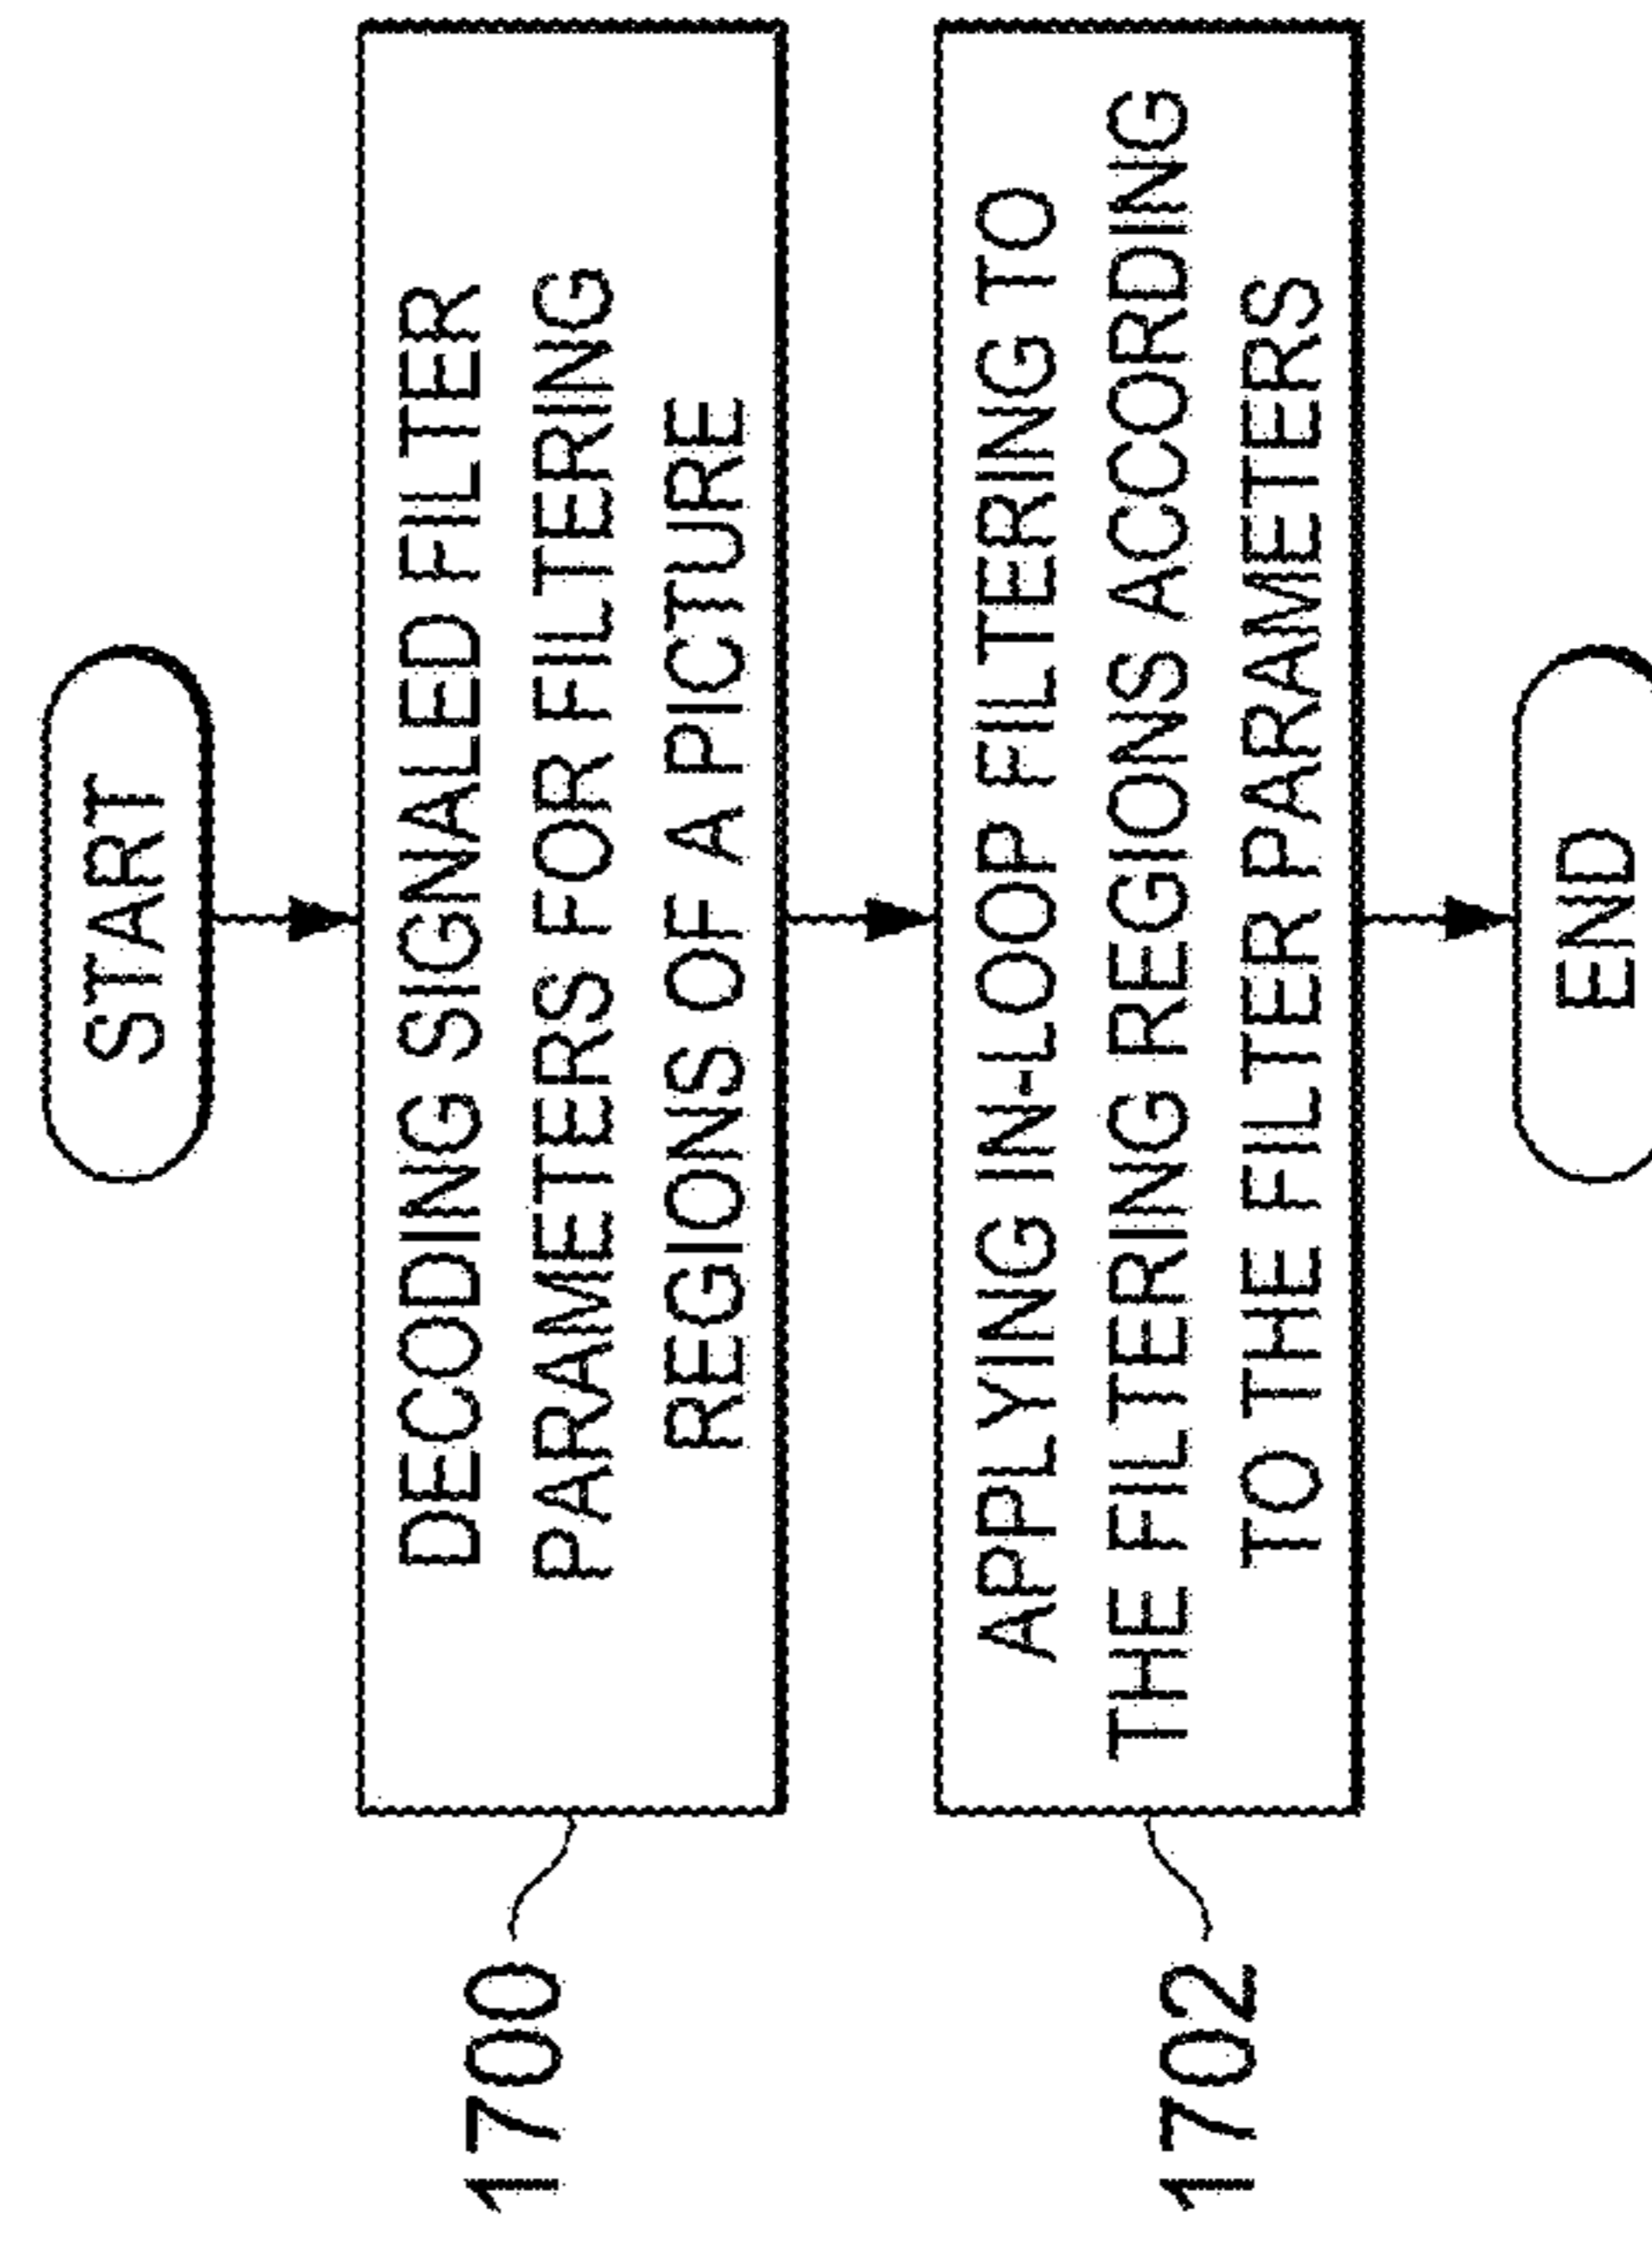 START
DECODING SIGNALED FILTER
PARAMETERS FOR FILTERING
REGIONS OF A PICTURE
1700
APPLYING IN-LOOP FILTERING TO
THE FILTERING REGIONS ACCORDING
TO THE FILTER PARAMETERS
1702
END